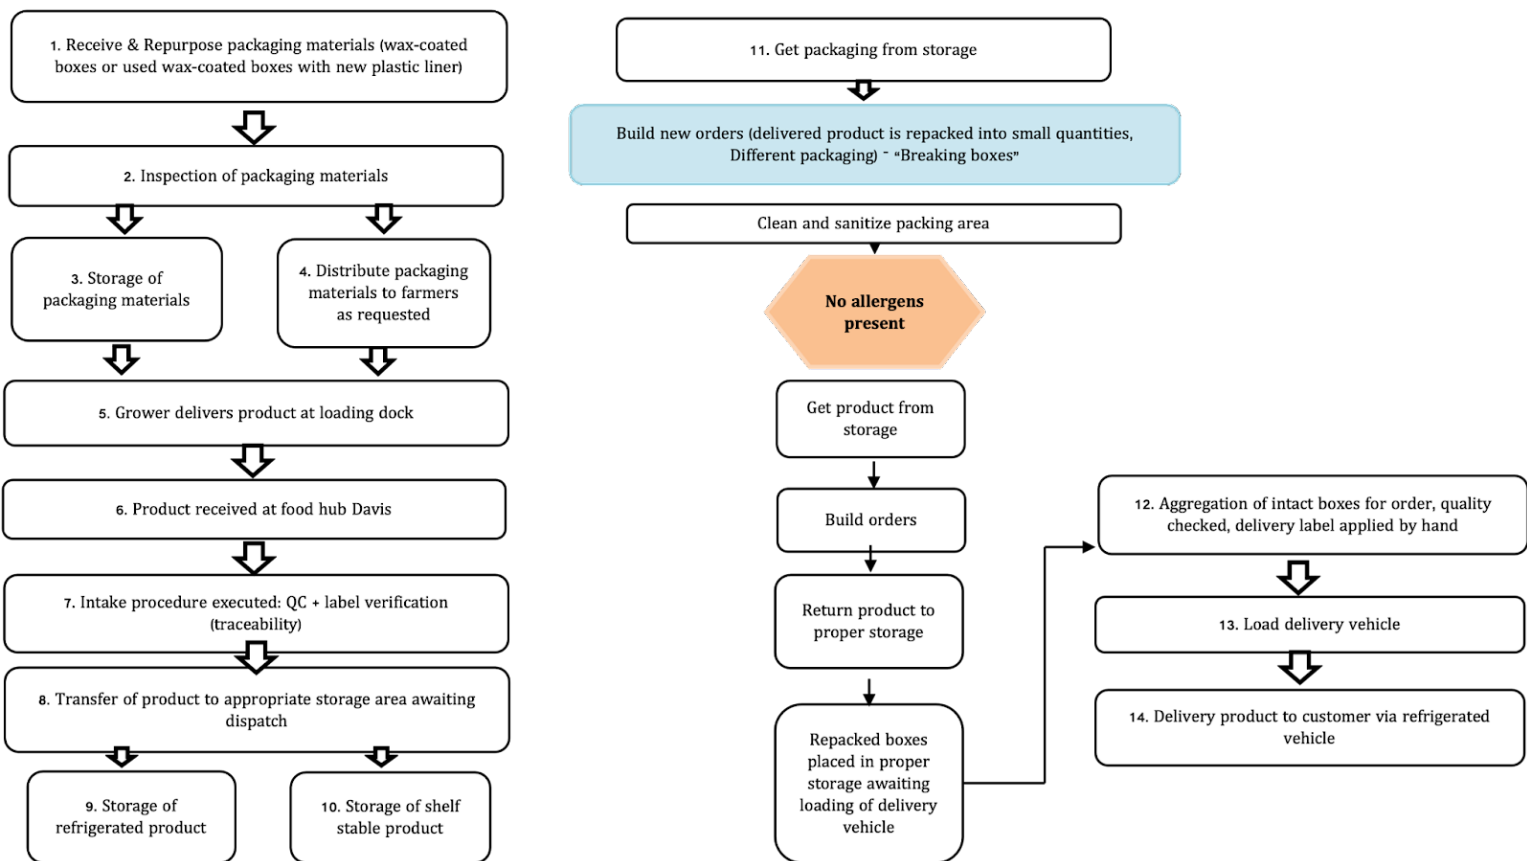 1. Receive & Repurpose packaging materials (wax-coated
boxes or used wax-coated boxes with new plastic liner)
2. Inspection of packaging materials
3. Storage of
packaging materials
4. Distribute packaging
materials to farmers
as requested
5. Grower delivers product at loading dock
6. Product received at food hub Davis
7. Intake procedure executed: QC + label verification
(traceability)
8. Transfer of product to appropriate storage area awaiting
dispatch
9. Storage of
refrigerated product
10. Storage of shelf
stable product
11. Get packaging from storage
Build new orders (delivered product is repacked into small quantities,
Different packaging) - “Breaking boxes”
Clean and sanitize packing area
No allergens
present
Get product from
storage
Build orders
Return product to
proper storage
Repacked boxes
placed in proper
storage awaiting
loading of delivery
vehicle
12. Aggregation of intact boxes for order, quality
checked, delivery label applied by hand
13. Load delivery vehicle
14. Delivery product to customer via refrigerated
vehicle